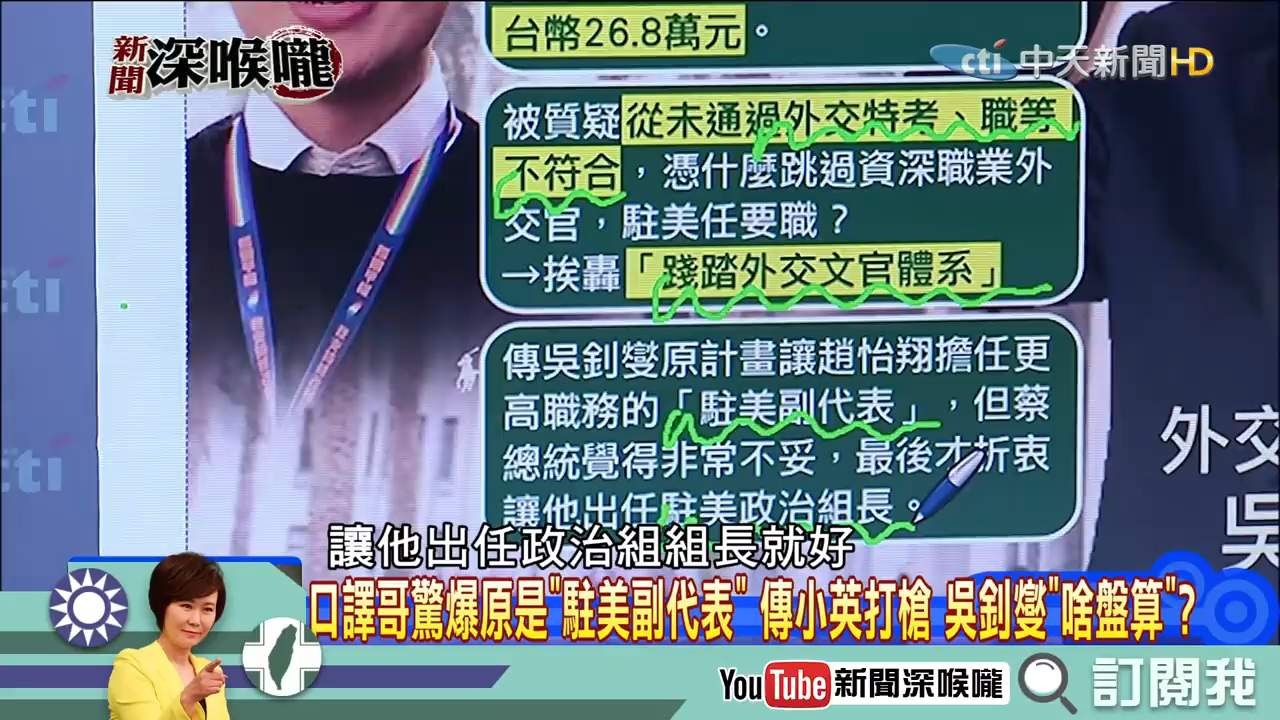 新聞深喉嚨
cti 中天新聞HD
台幣26.8萬元。
被質疑從未通過外交特考、職等
不符合，憑什麼跳過資深職業外
交官，駐美任要職？
→挨轟「踐踏外交文官體系」
傳吳釗燮原計畫讓趙怡翔擔任更
高職務的「駐美副代表」，但蔡
總統覺得非常不妥，最後才折衷
讓他出任駐美政治組長。
外交
吳
讓他出任政治組組長就好
口譯哥驚爆原是"駐美副代表" 傳小英打槍 吳釗燮"啥盤算"?
YouTube 新聞深喉嚨 訂閱我